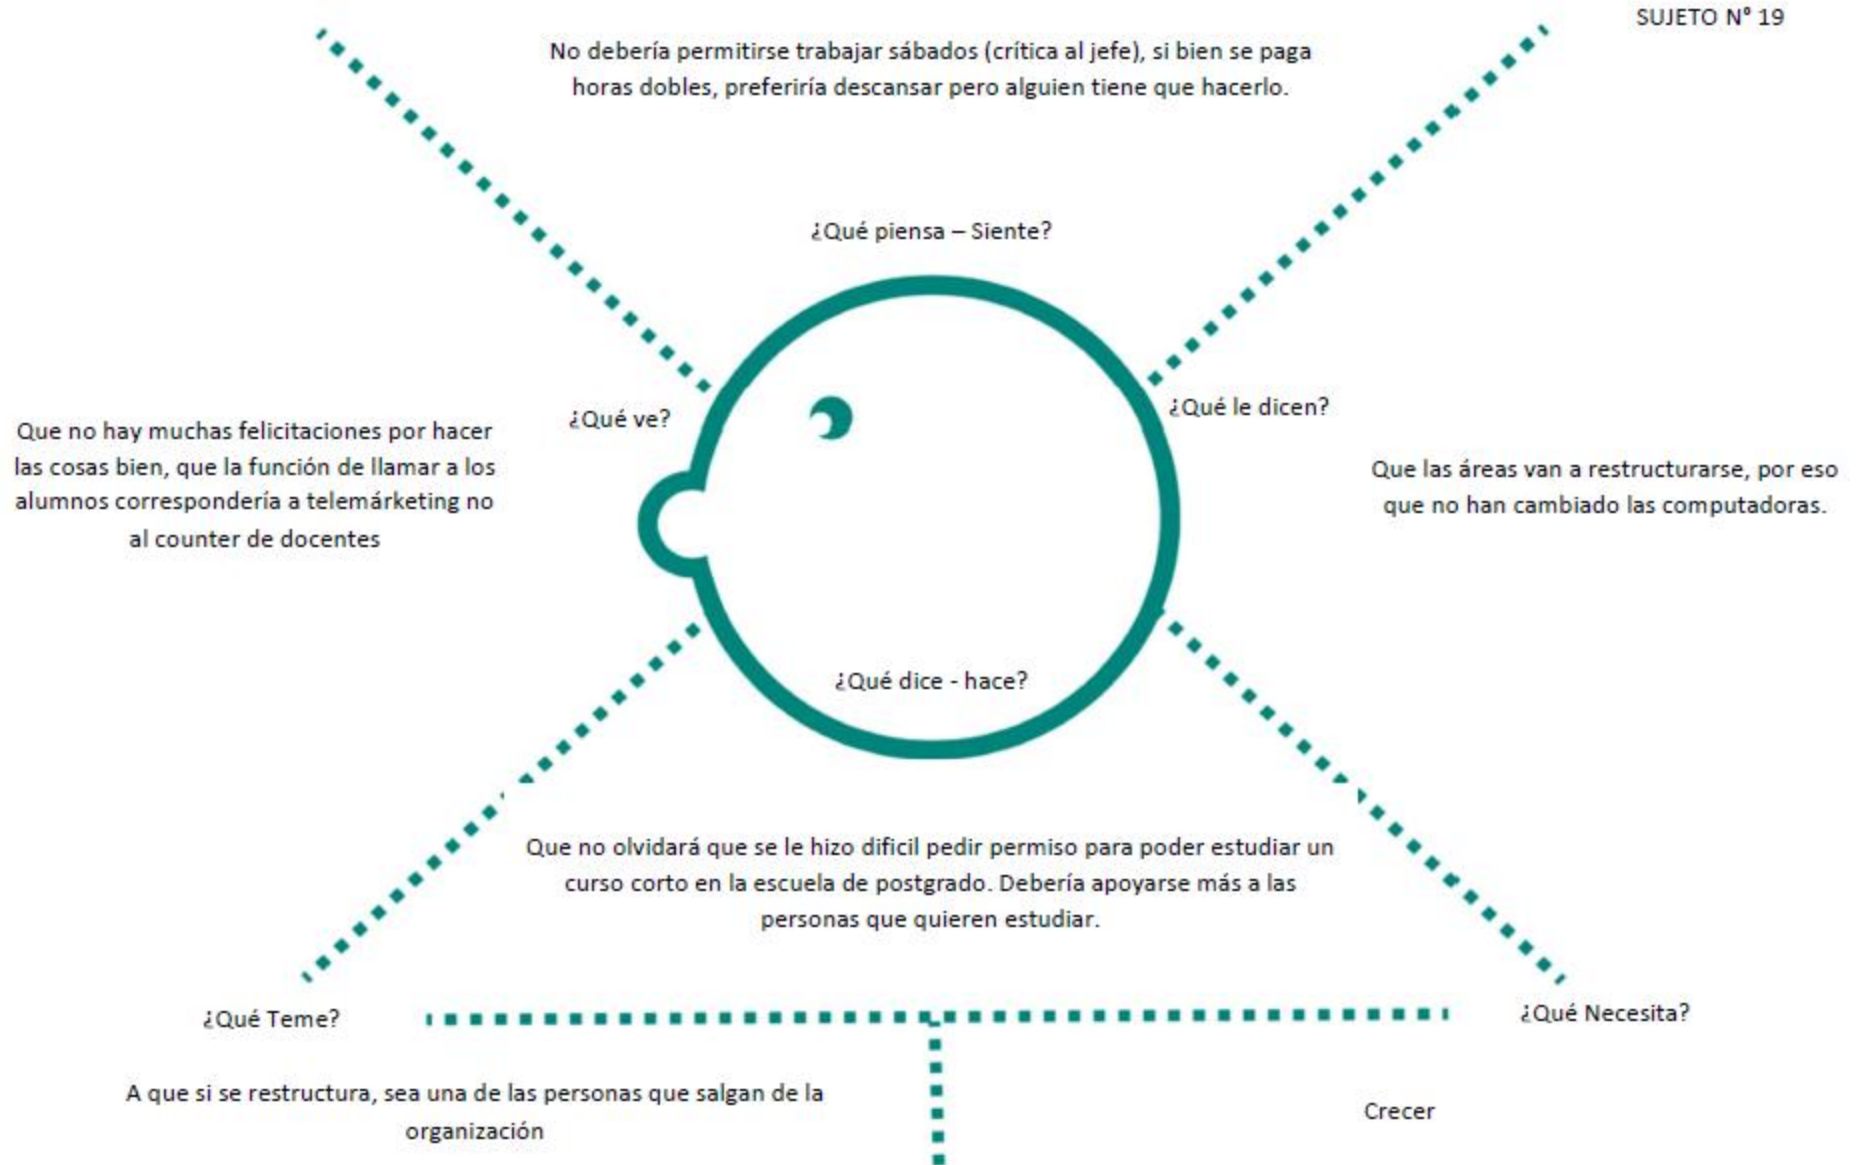 SUJETO Nº 19
No debería permitirse trabajar sábados (crítica al jefe), si bien se paga
horas dobles, preferiría descansar pero alguien tiene que hacerlo.
¿Qué piensa – Siente?
¿Qué ve?
Que no hay muchas felicitaciones por hacer
las cosas bien, que la función de llamar a los
alumnos correspondería a telemárketing no
al counter de docentes
¿Qué le dicen?
Que las áreas van a restructurarse, por eso
que no han cambiado las computadoras.
¿Qué dice - hace?
Que no olvidará que se le hizo dificil pedir permiso para poder estudiar un
curso corto en la escuela de postgrado. Debería apoyarse más a las
personas que quieren estudiar.
¿Qué Teme?
A que si se restructura, sea una de las personas que salgan de la
organización
¿Qué Necesita?
Crecer